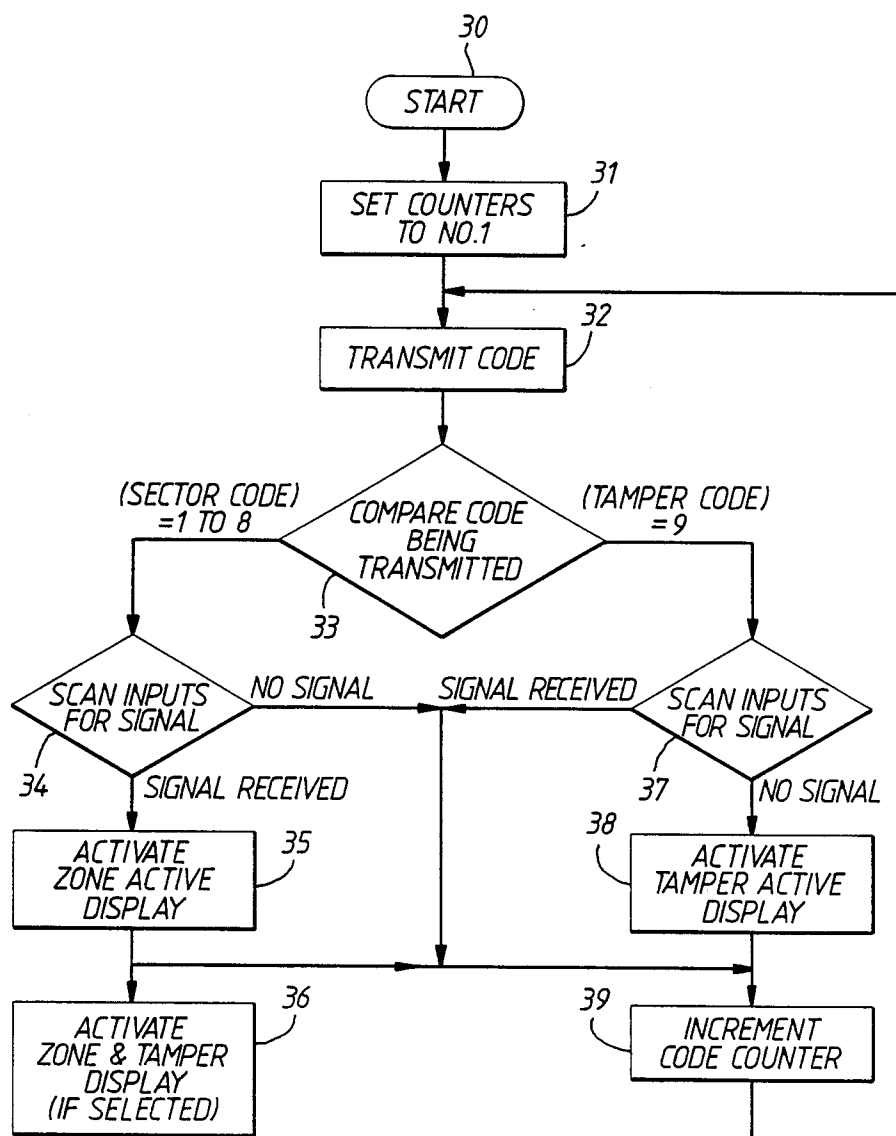 30
START
31
SET COUNTERS
TO NO.1
32
TRANSMIT CODE
(SECTOR CODE)
=1 TO 8
(TAMPER CODE)
=9
COMPARE CODE
BEING
TRANSMITTED
33
SCAN INPUTS
FOR SIGNAL
NO SIGNAL
SIGNAL RECEIVED
SCAN INPUTS
FOR SIGNAL
34
37
SIGNAL RECEIVED
NO SIGNAL
35
ACTIVATE
ZONE ACTIVE
DISPLAY
38
ACTIVATE
TAMPER ACTIVE
DISPLAY
36
ACTIVATE
ZONE & TAMPER
DISPLAY
(IF SELECTED)
39
INCREMENT
CODE COUNTER